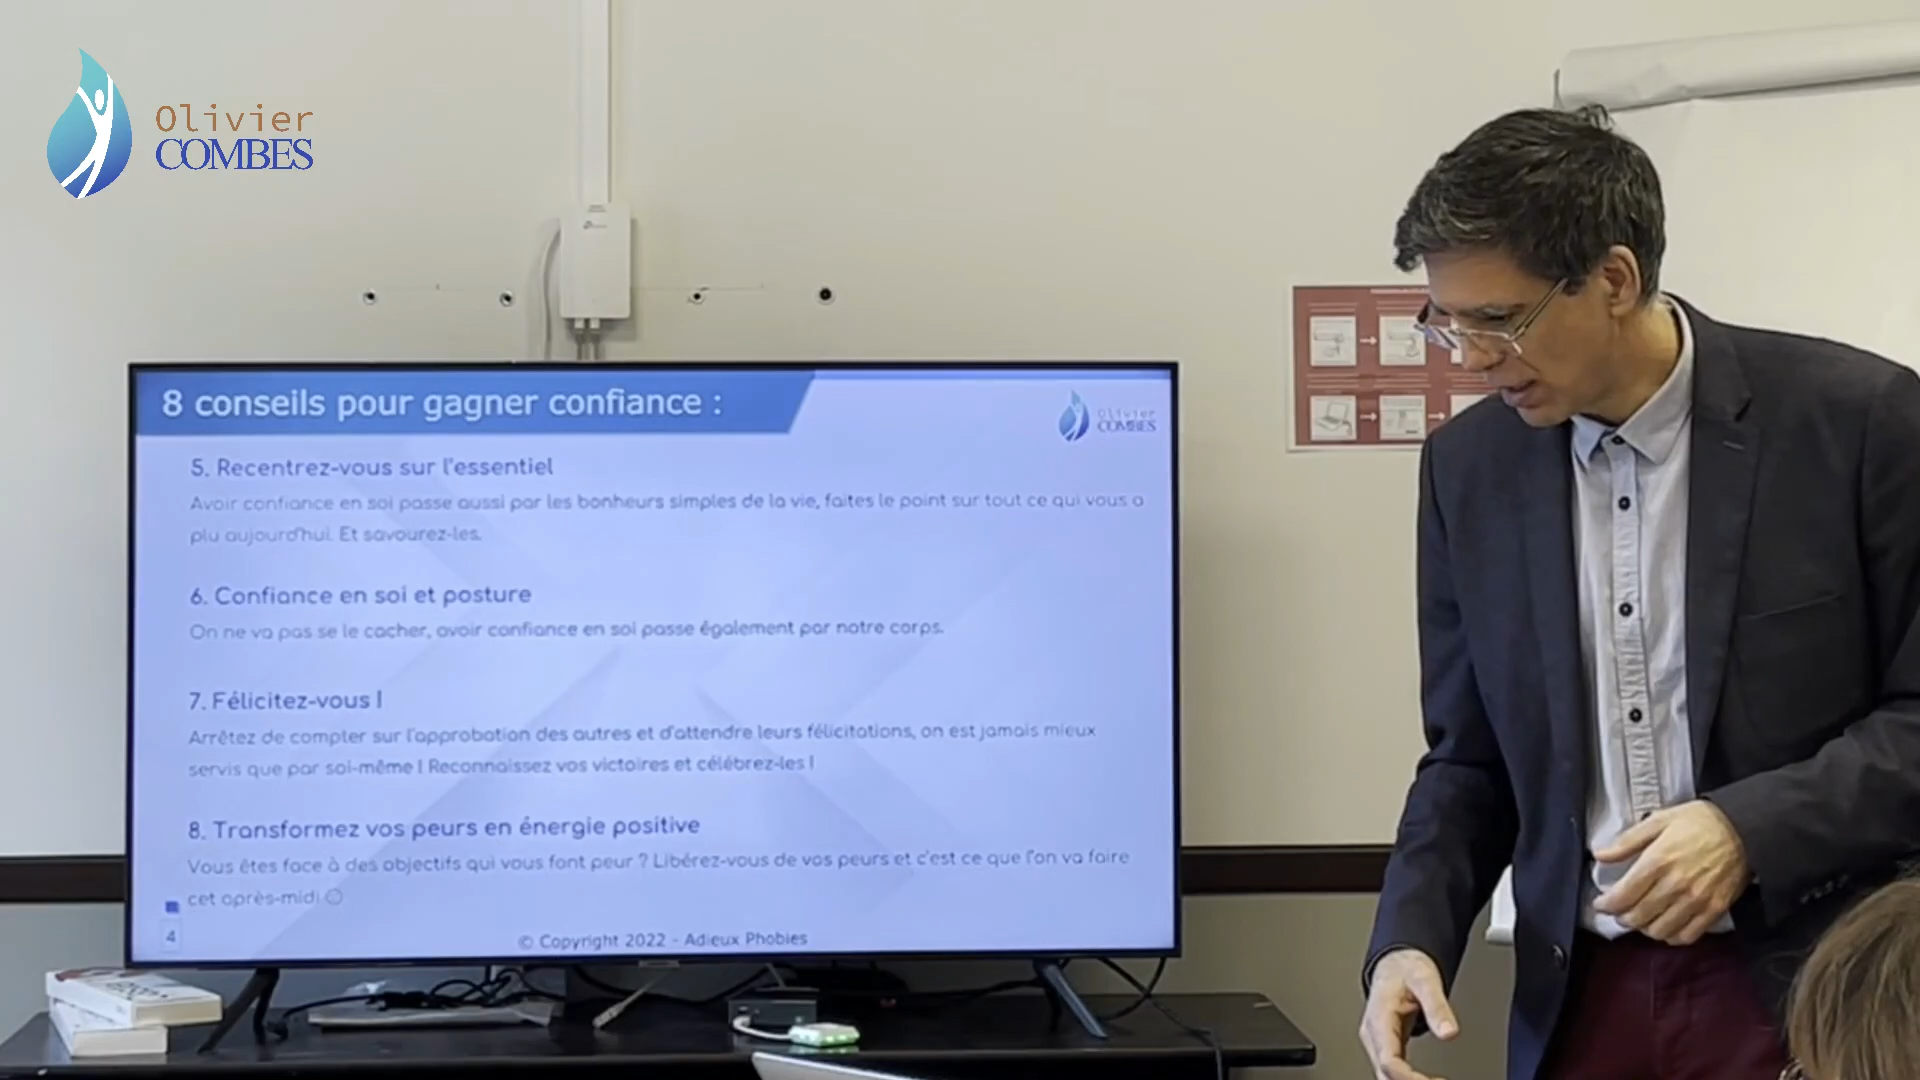 Olivier
COMBES
8 conseils pour gagner confiance :
Olivier
COMBES
5. Recentrez-vous sur l'essentiel
Avoir confiance en soi passe aussi par les bonheurs simples de la vie, faites le point sur tout ce qui vous a
plu aujourd'hui. Et savourez-les.
6. Confiance en soi et posture
On ne va pas se le cacher, avoir confiance en soi passe également par notre corps.
7. Félicitez-vous !
Arrêtez de compter sur l'approbation des autres et d'attendre leurs félicitations, on est jamais mieux
servis que par soi-même ! Reconnaissez vos victoires et célébrez-les !
8. Transformez vos peurs en énergie positive
Vous êtes face à des objectifs qui vous font peur ? Libérez-vous de vos peurs et c'est ce que l'on va faire
cet après-midi ☺
4
© Copyright 2022 - Adieux Phobies